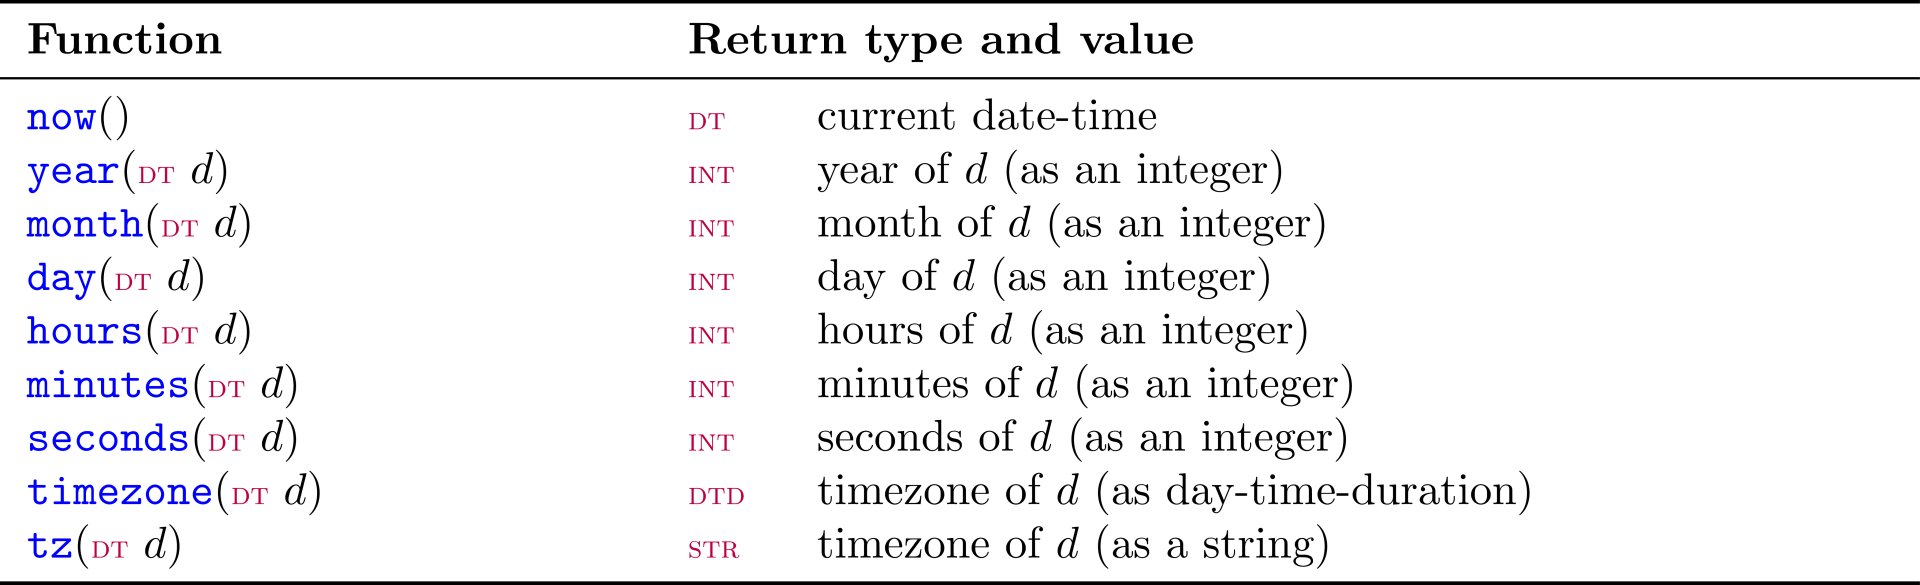 Function Return type and value
now() DT current date-time
year(DT d) INT year of d (as an integer)
month(DT d) INT month of d (as an integer)
day(DT d) INT day of d (as an integer)
hours(DT d) INT hours of d (as an integer)
minutes(DT d) INT minutes of d (as an integer)
seconds(DT d) INT seconds of d (as an integer)
timezone(DT d) DTD timezone of d (as day-time-duration)
tz(DT d) STR timezone of d (as a string)